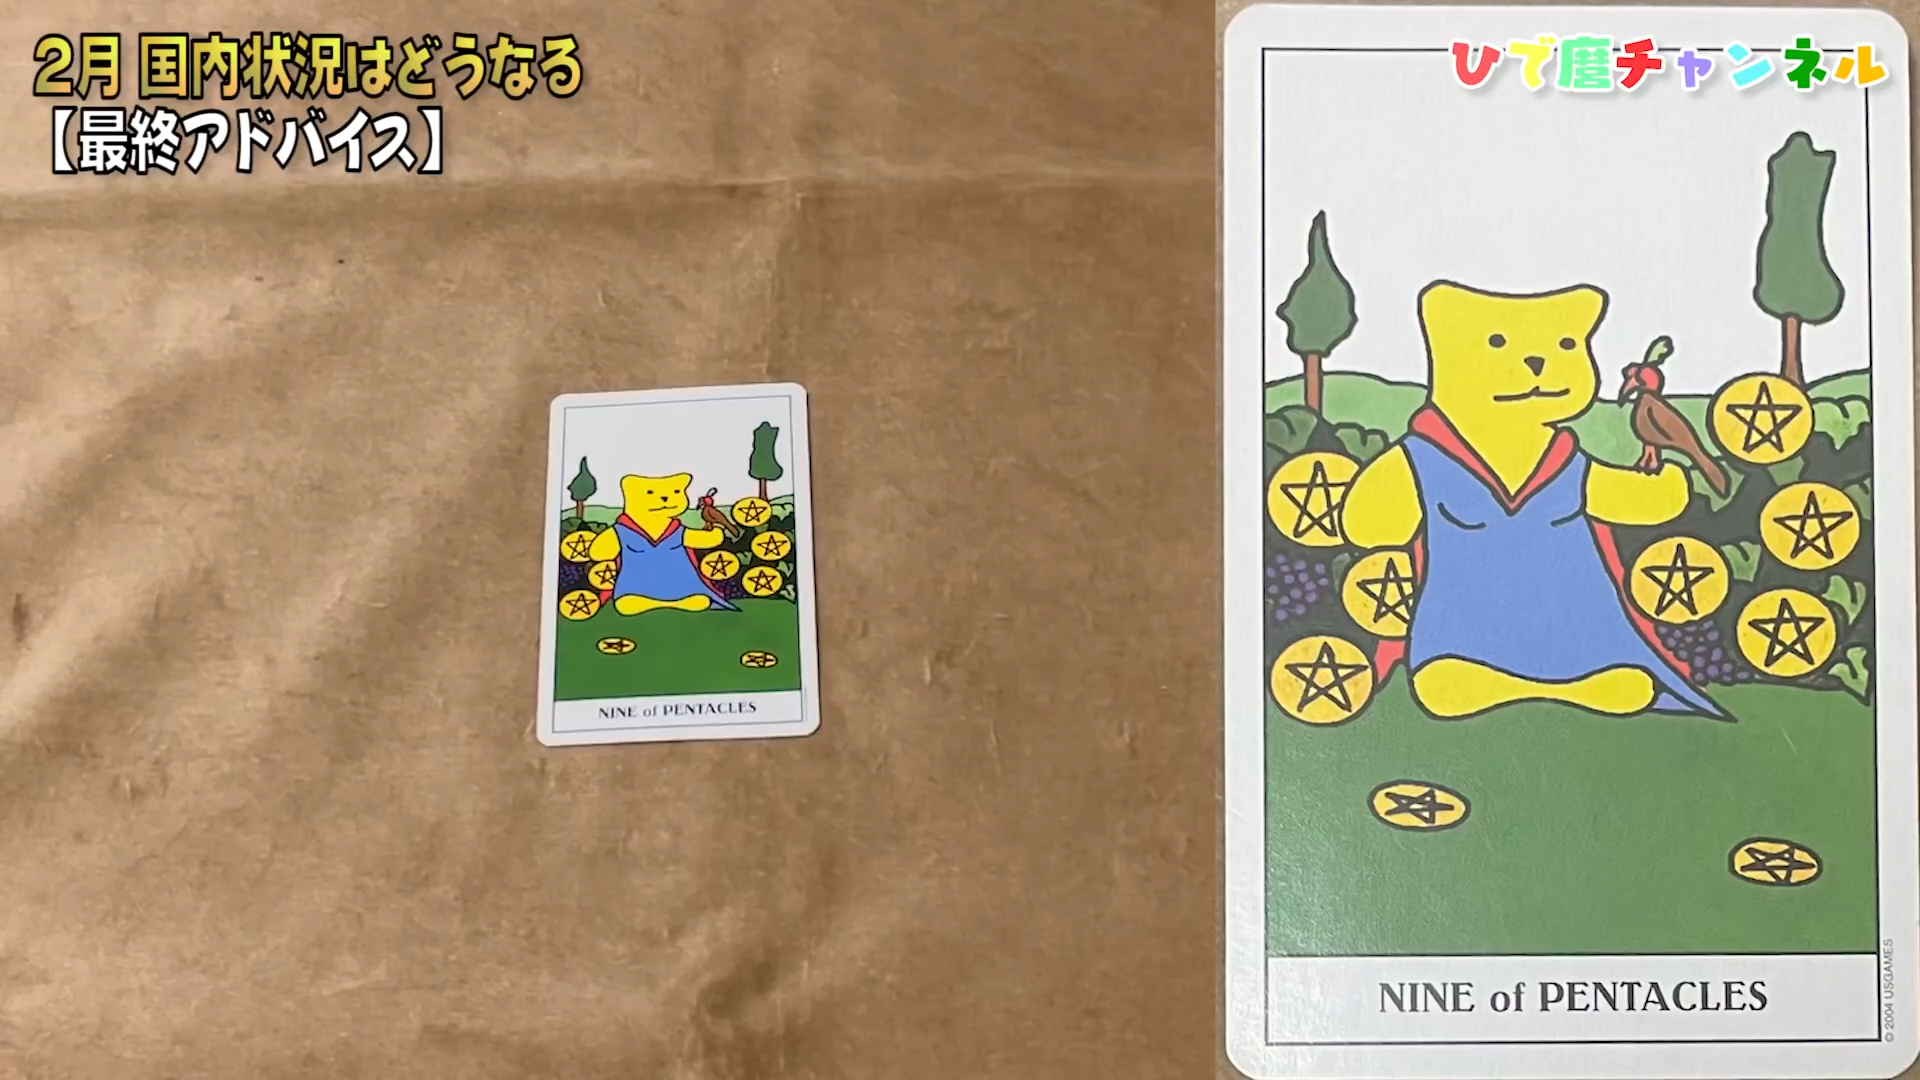 2月 国内状況はどうなる
【最終アドバイス】
NINE of PENTACLES
ひで麿チャンネル
NINE of PENTACLES
© 2004 USGAMES